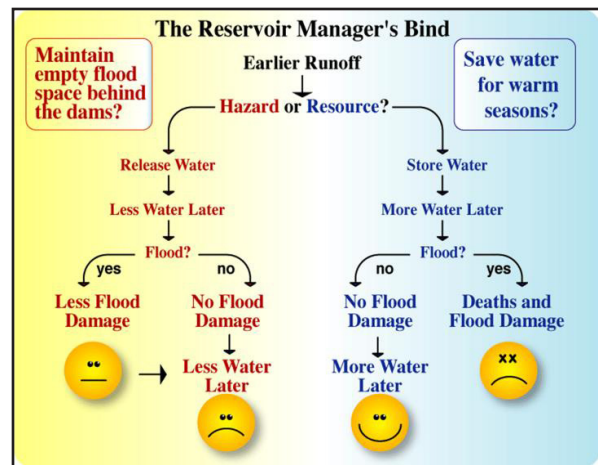 The Reservoir Manager's Bind
Maintain
empty flood
space behind
the dams?
Earlier Runoff
Save water
for warm
seasons?
Hazard or Resource?
Release Water
Store Water
Less Water Later
More Water Later
Flood?
Flood?
yes
no
no
yes
Less Flood
Damage
No Flood
Damage
No Flood
Damage
Deaths and
Flood Damage
Less Water
Later
More Water
Later
xx